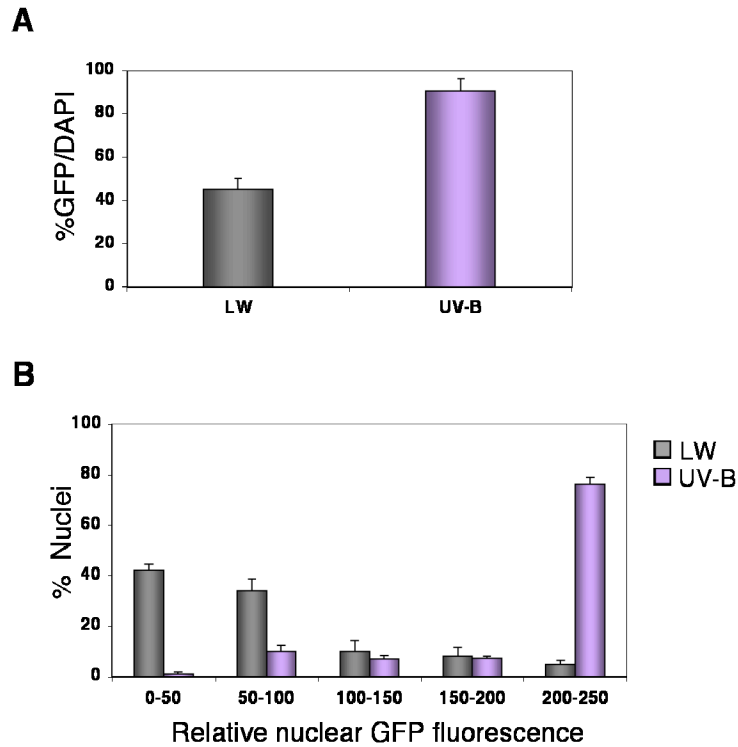 A
%GFP/DAPI
100
80
60
40
20
0
LW
UV-B
B
% Nuclei
100
80
60
40
20
0
LW
UV-B
0-50
50-100
100-150
150-200
200-250
Relative nuclear GFP fluorescence